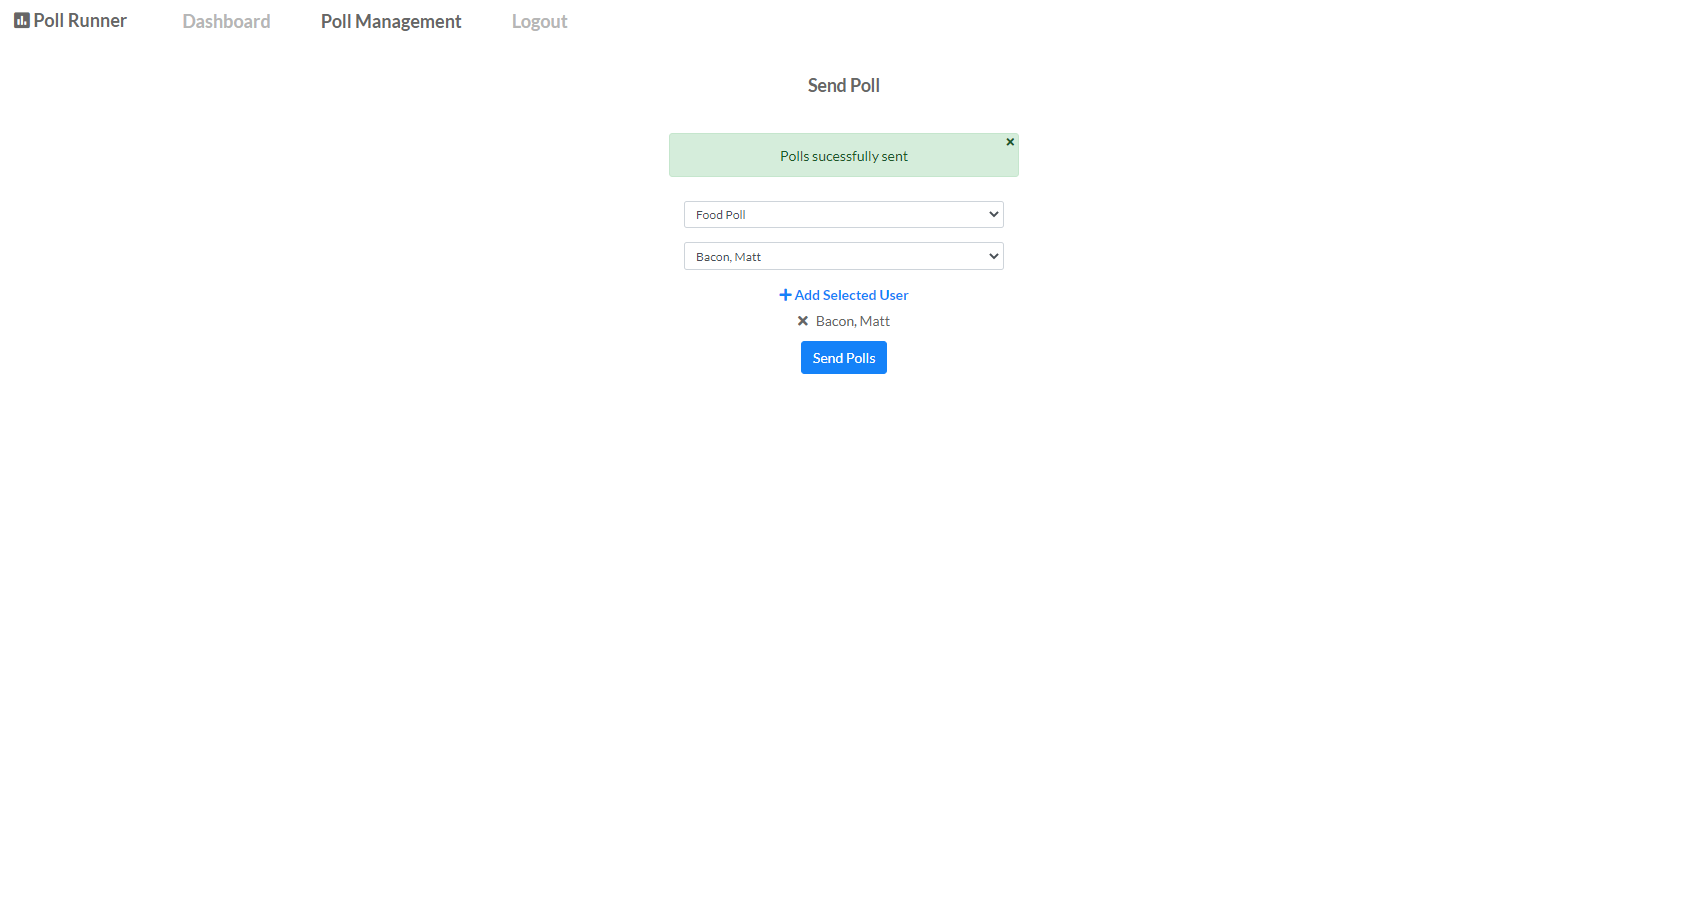 Poll Runner Dashboard Poll Management Logout
Send Poll
Polls sucessfully sent
Food Poll
Bacon, Matt
Add Selected User
Bacon, Matt
Send Polls